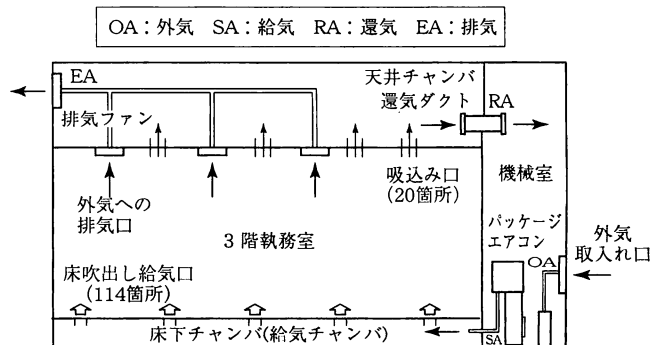 OA：外気　SA：給気　RA：還気　EA：排気
EA
天井チャンバ
還気ダクト
RA
排気ファン
吸込み口
(20箇所)
機械室
外気への
排気口
3階執務室
パッケージ
エアコン
外気
取入れ口
OA
床吹出し給気口
(114箇所)
床下チャンバ(給気チャンバ)
SA